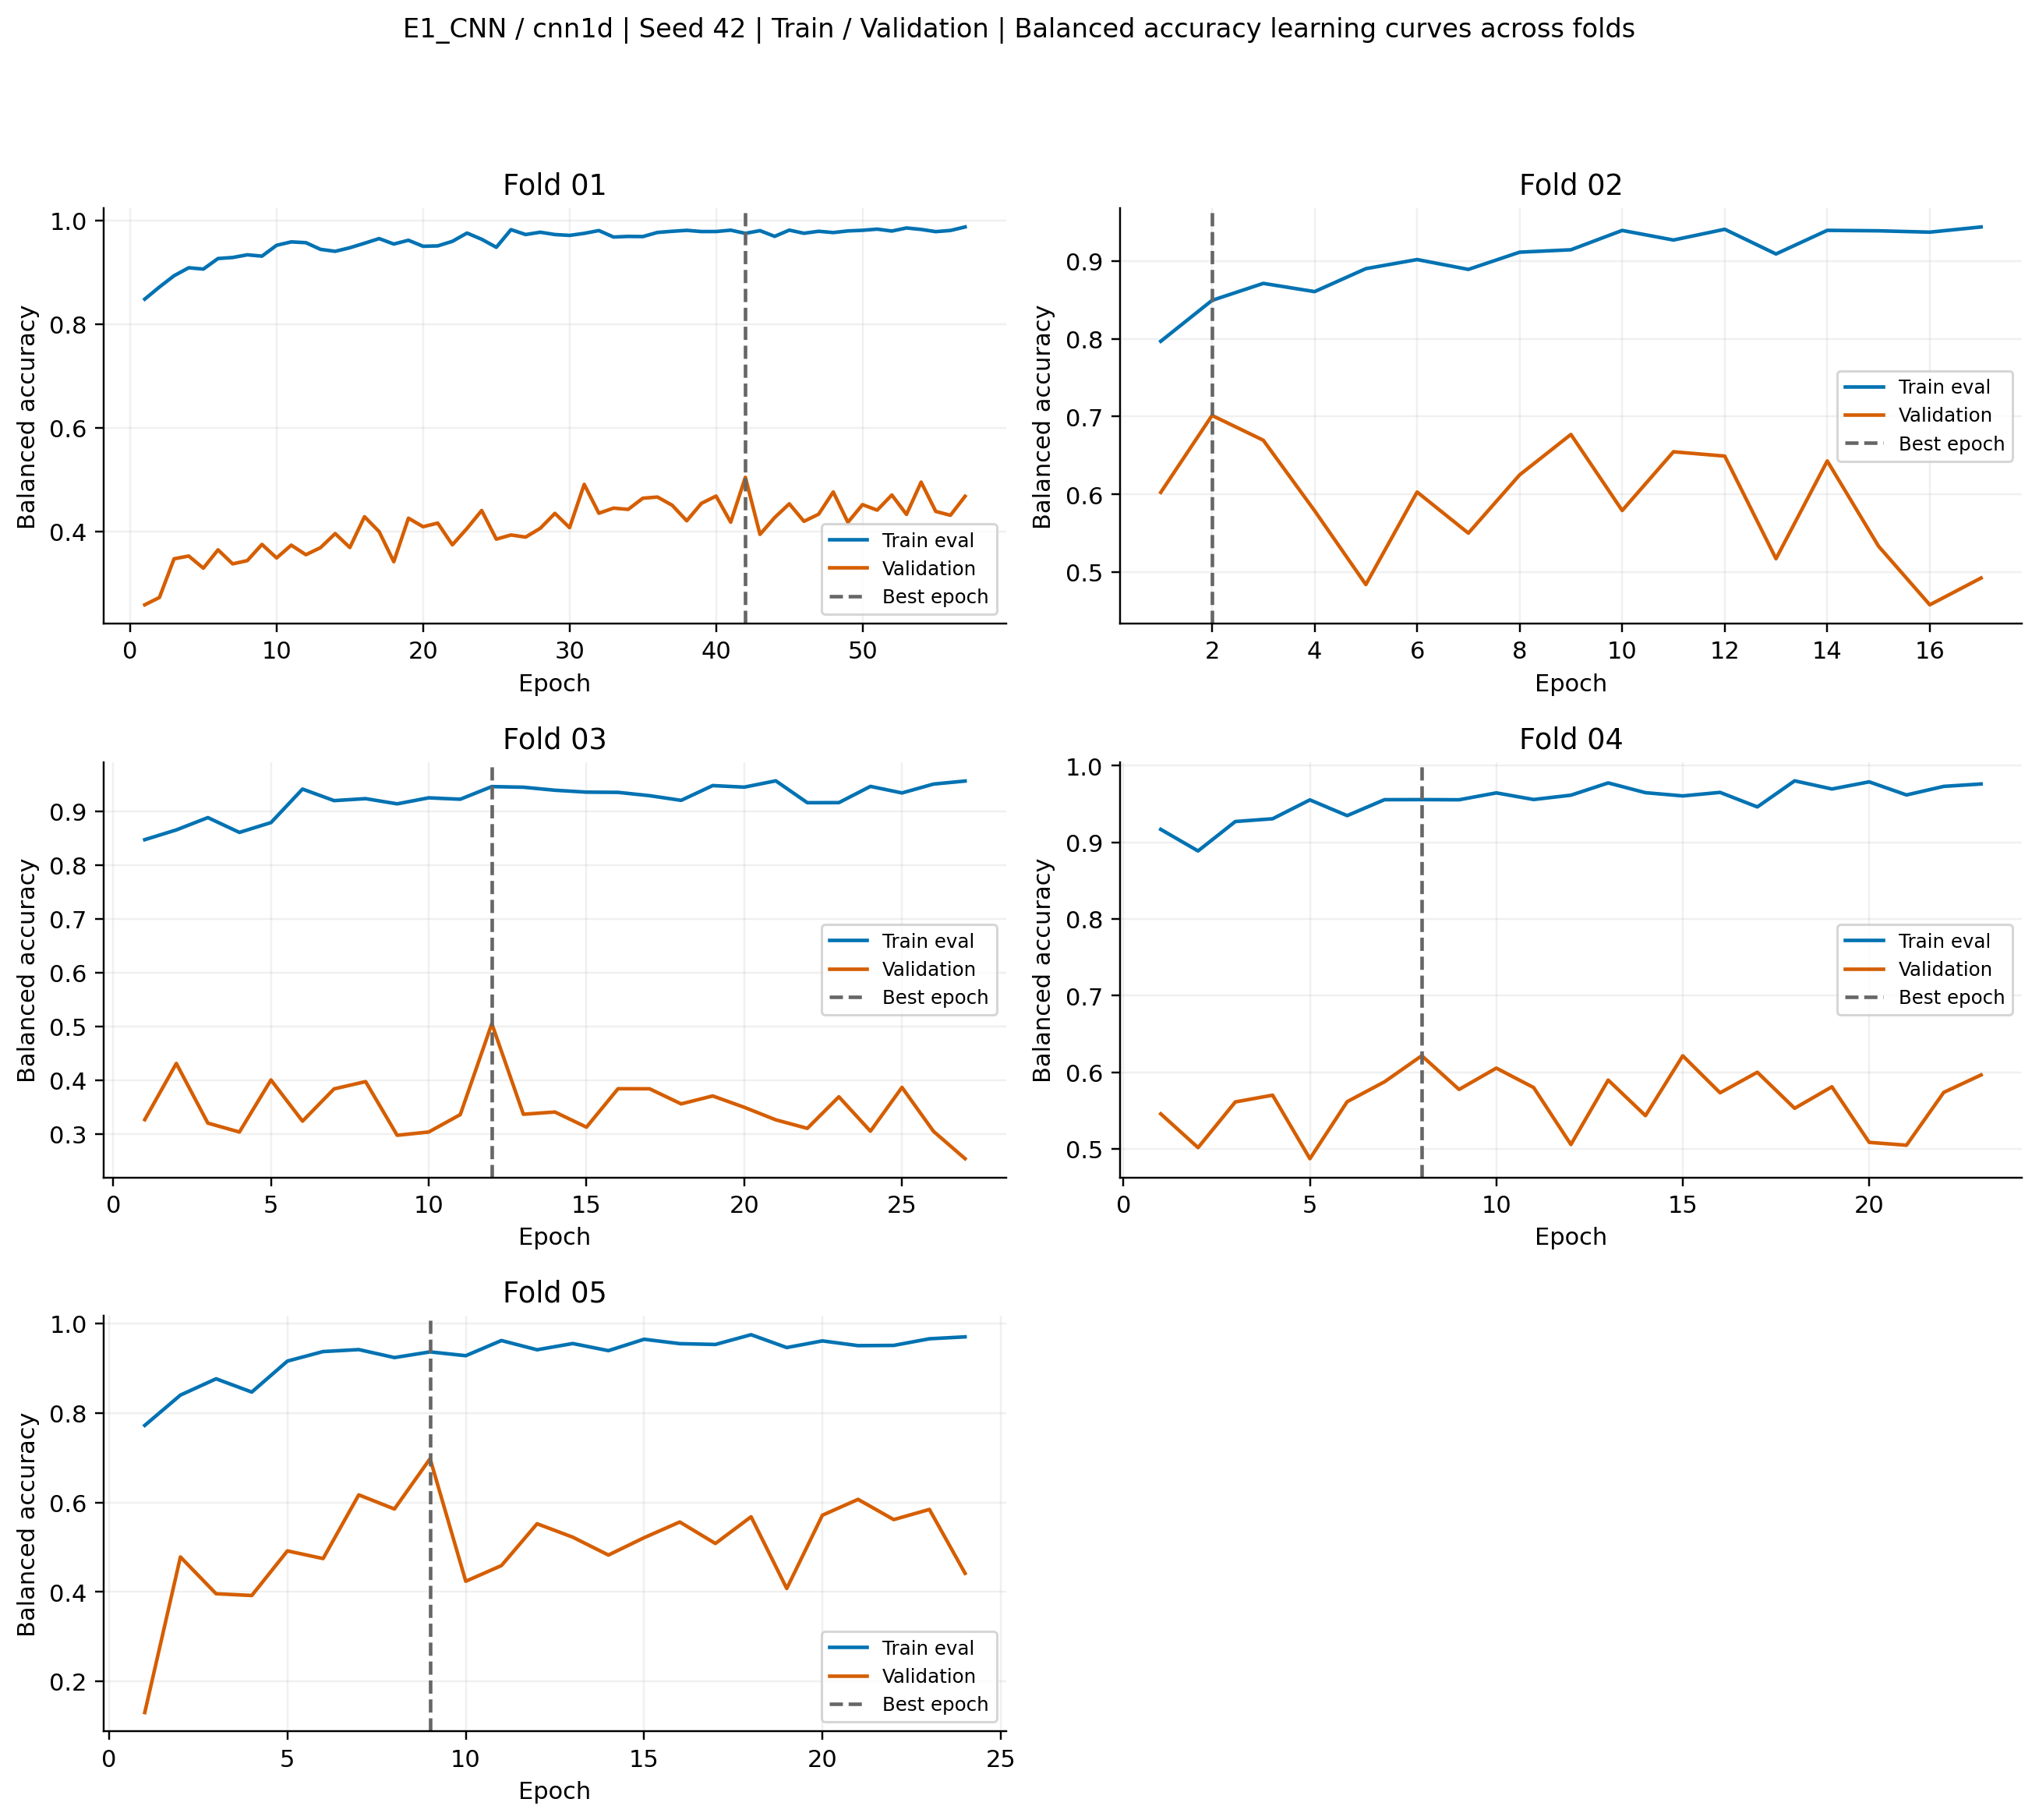 E1_CNN / cnn1d | Seed 42 | Train / Validation | Balanced accuracy learning curves across folds
Fold 01
Balanced accuracy
1.0
0.8
0.6
0.4
0 10 20 30 40 50
Epoch
Train eval
Validation
Best epoch
Fold 02
Balanced accuracy
0.9
0.8
0.7
0.6
0.5
2 4 6 8 10 12 14 16
Epoch
Train eval
Validation
Best epoch
Fold 03
Balanced accuracy
0.9
0.8
0.7
0.6
0.5
0.4
0.3
0 5 10 15 20 25
Epoch
Train eval
Validation
Best epoch
Fold 04
Balanced accuracy
1.0
0.9
0.8
0.7
0.6
0.5
0 5 10 15 20
Epoch
Train eval
Validation
Best epoch
Fold 05
Balanced accuracy
1.0
0.8
0.6
0.4
0.2
0 5 10 15 20 25
Epoch
Train eval
Validation
Best epoch